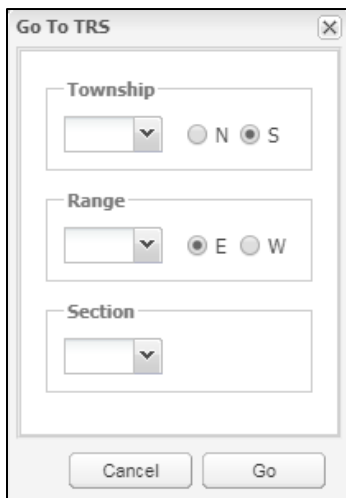 Go To TRS
Township
N S
Range
E W
Section
Cancel Go